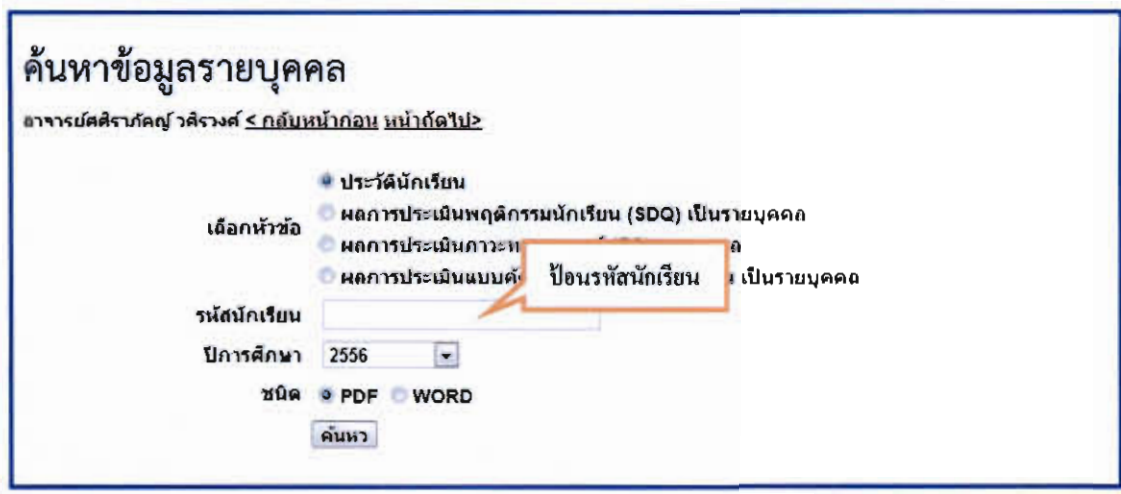 ค้นหาข้อมูลรายบุคคล
อาจารย์ศศิราภัคญ์ วศิรวงศ์ < กลับหน้าก่อน หน้าถัดไป>
เลือกหัวข้อ
ประวัตินักเรียน
ผลการประเมินพฤติกรรมนักเรียน (SDQ) เป็นรายบุคคล
ผลการประเมินภาวะทา
ผลการประเมินแบบคั เป็นรายบุคคล
ป้อนรหัสนักเรียน
รหัสนักเรียน
ปีการศึกษา 2556
ชนิด PDF WORD
ค้นหา